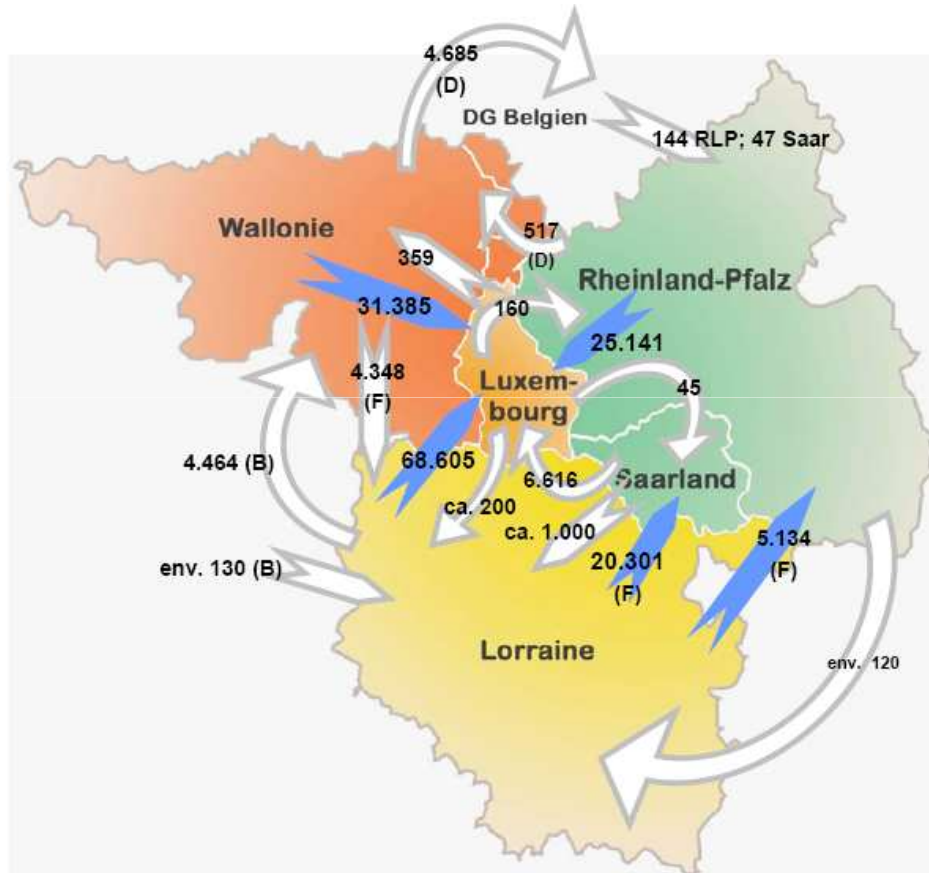 4.685
(D)
DG Belgien
144 RLP; 47 Saar
Wallonie
517
(D)
359
Rheinland-Pfalz
31.385
160
25.141
4.348
(F)
Luxem-
bourg
45
4.464 (B)
68.605
6.616
Saarland
ca. 200
ca. 1.000
env. 130 (B)
20.301
(F)
5.134
(F)
Lorraine
env. 120